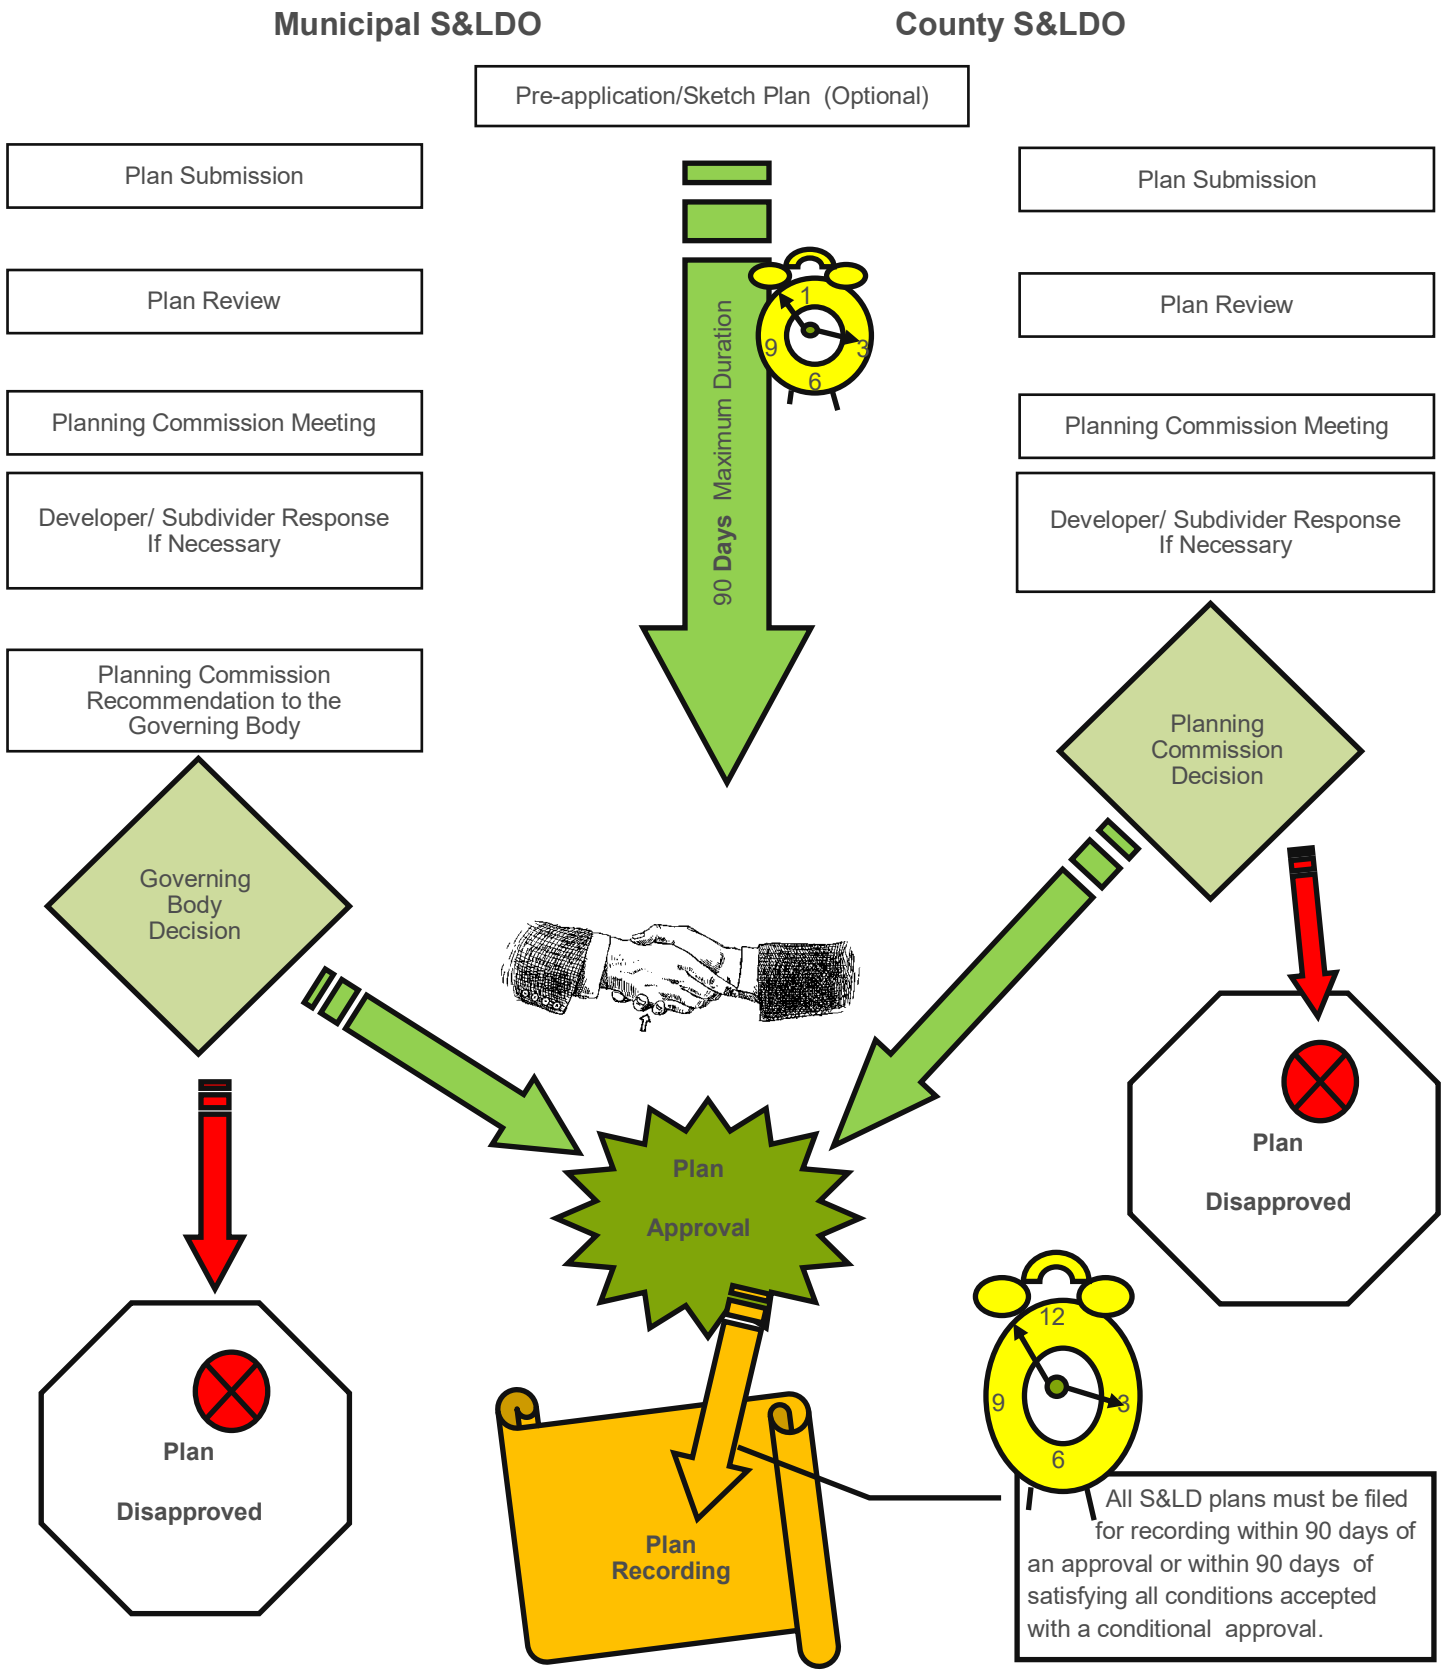 Municipal S&LDO
County S&LDO
Pre-application/Sketch Plan (Optional)
Plan Submission
Plan Review
Planning Commission Meeting
Developer/ Subdivider Response
If Necessary
Planning Commission
Recommendation to the
Governing Body
Governing
Body
Decision
Plan
Disapproved
90 Days Maximum Duration
1
3
6
9
Plan Submission
Plan Review
Planning Commission Meeting
Developer/ Subdivider Response
If Necessary
Planning
Commission
Decision
Plan
Disapproved
Plan
Approval
Plan
Recording
12
3
6
9
All S&LD plans must be filed
for recording within 90 days of
an approval or within 90 days of
satisfying all conditions accepted
with a conditional approval.